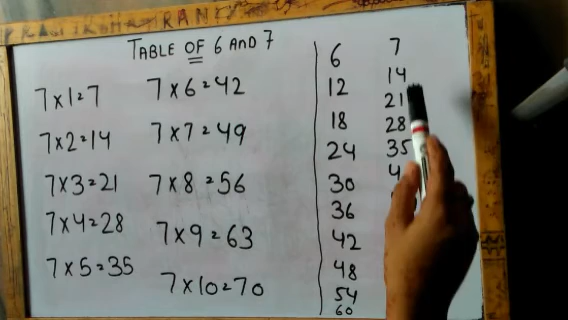 PRA
RAN
TABLE OF 6 AND 7
7x1=7
7x2=14
7x3=21
7x4=28
7x5=35
7x6=42
7x7=49
7x8=56
7x9=63
7x10=70
6
12
18
24
30
36
42
48
54
60
7
14
21
28
35